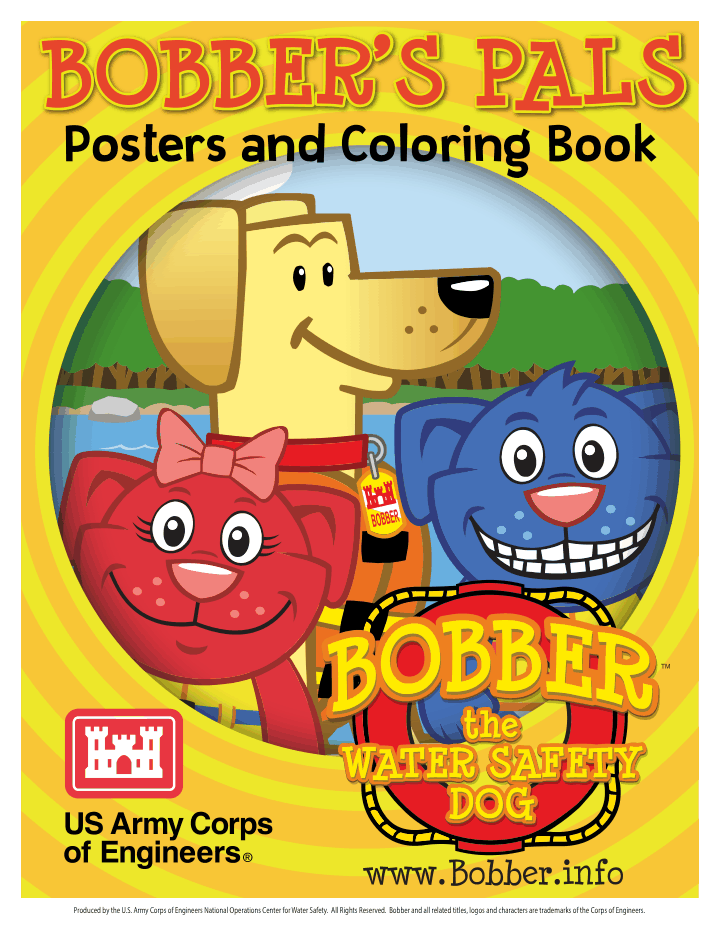 BOBBER'S PALS
Posters and Coloring Book
BOBBER
BOBBER™
the
WATER SAFETY
DOG
US Army Corps
of Engineers®
www.Bobber.info
Produced by the U.S. Army Corps of Engineers National Operations Center for Water Safety. All Rights Reserved. Bobber and all related titles, logos and characters are trademarks of the Corps of Engineers.